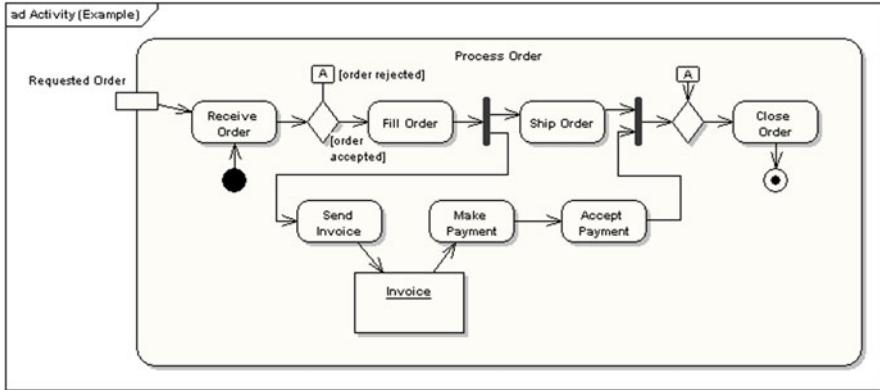 ad Activity (Example)
Process Order
Requested Order
A
[order rejected]
A
Receive
Order
Fill Order
Ship Order
Close
Order
[order
accepted]
Send
Invoice
Make
Payment
Accept
Payment
Invoice